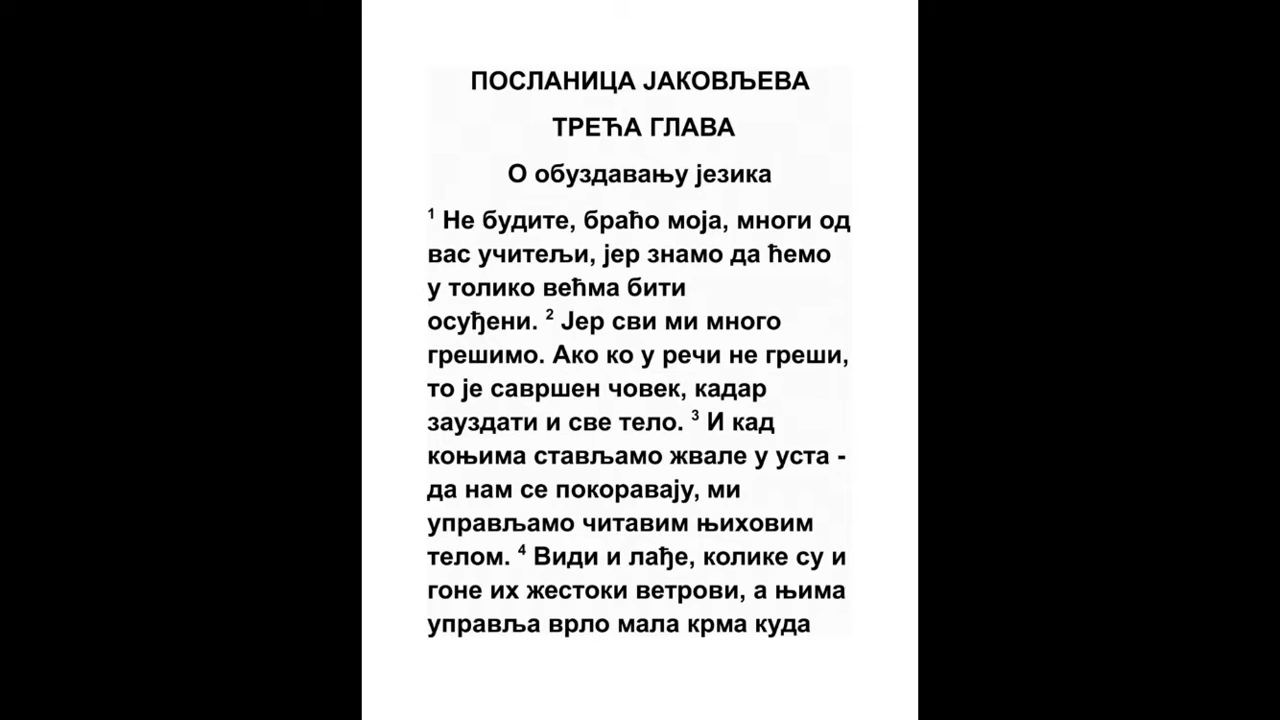 ПОСЛАНИЦА ЈАКОВЉЕВА
ТРЕЋА ГЛАВА
О обуздавању језика
¹ Не будите, браћо моја, многи од
вас учитељи, јер знамо да ћемо
у толико већма бити
осуђени. ² Јер сви ми много
грешимо. Ако ко у речи не греши,
то је савршен човек, кадар
зауздати и све тело. ³ И кад
коњима стављамо жвале у уста -
да нам се покоравају, ми
управљамо читавим њиховим
телом. ⁴ Види и лађе, колике су и
гоне их жестоки ветрови, а њима
управља врло мала крма куда